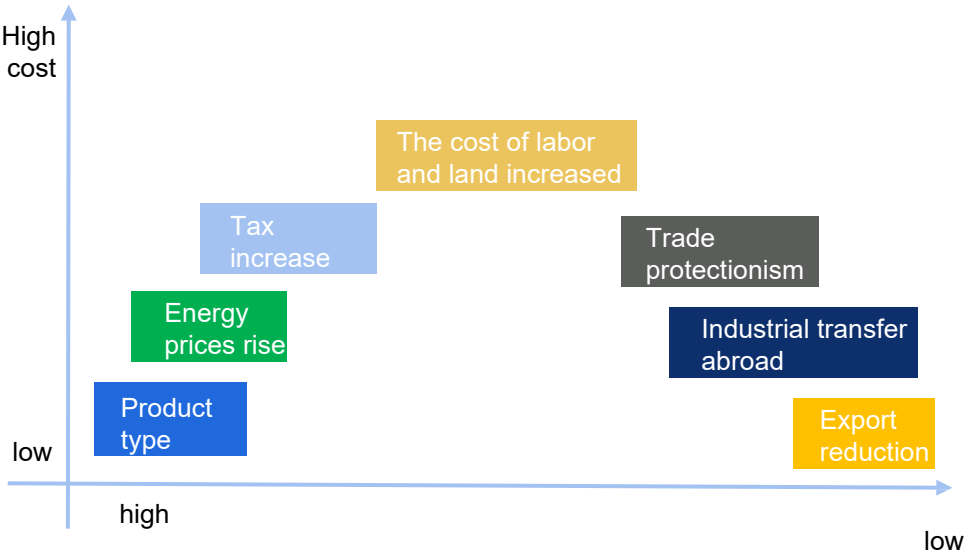 High
cost
The cost of labor
and land increased
Tax
increase
Trade
protectionism
Energy
prices rise
Industrial transfer
abroad
Product
type
Export
reduction
low
high
low